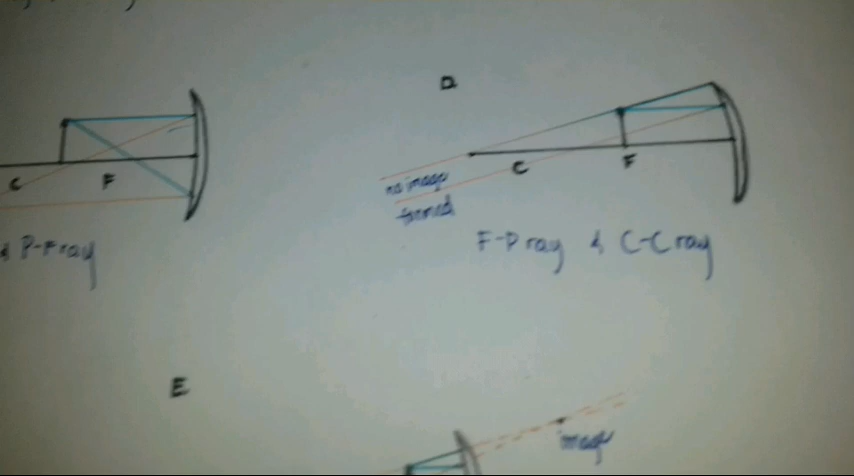 D
C F
no image
C F
formed
& P-F ray
F-P ray & C-C ray
E
image